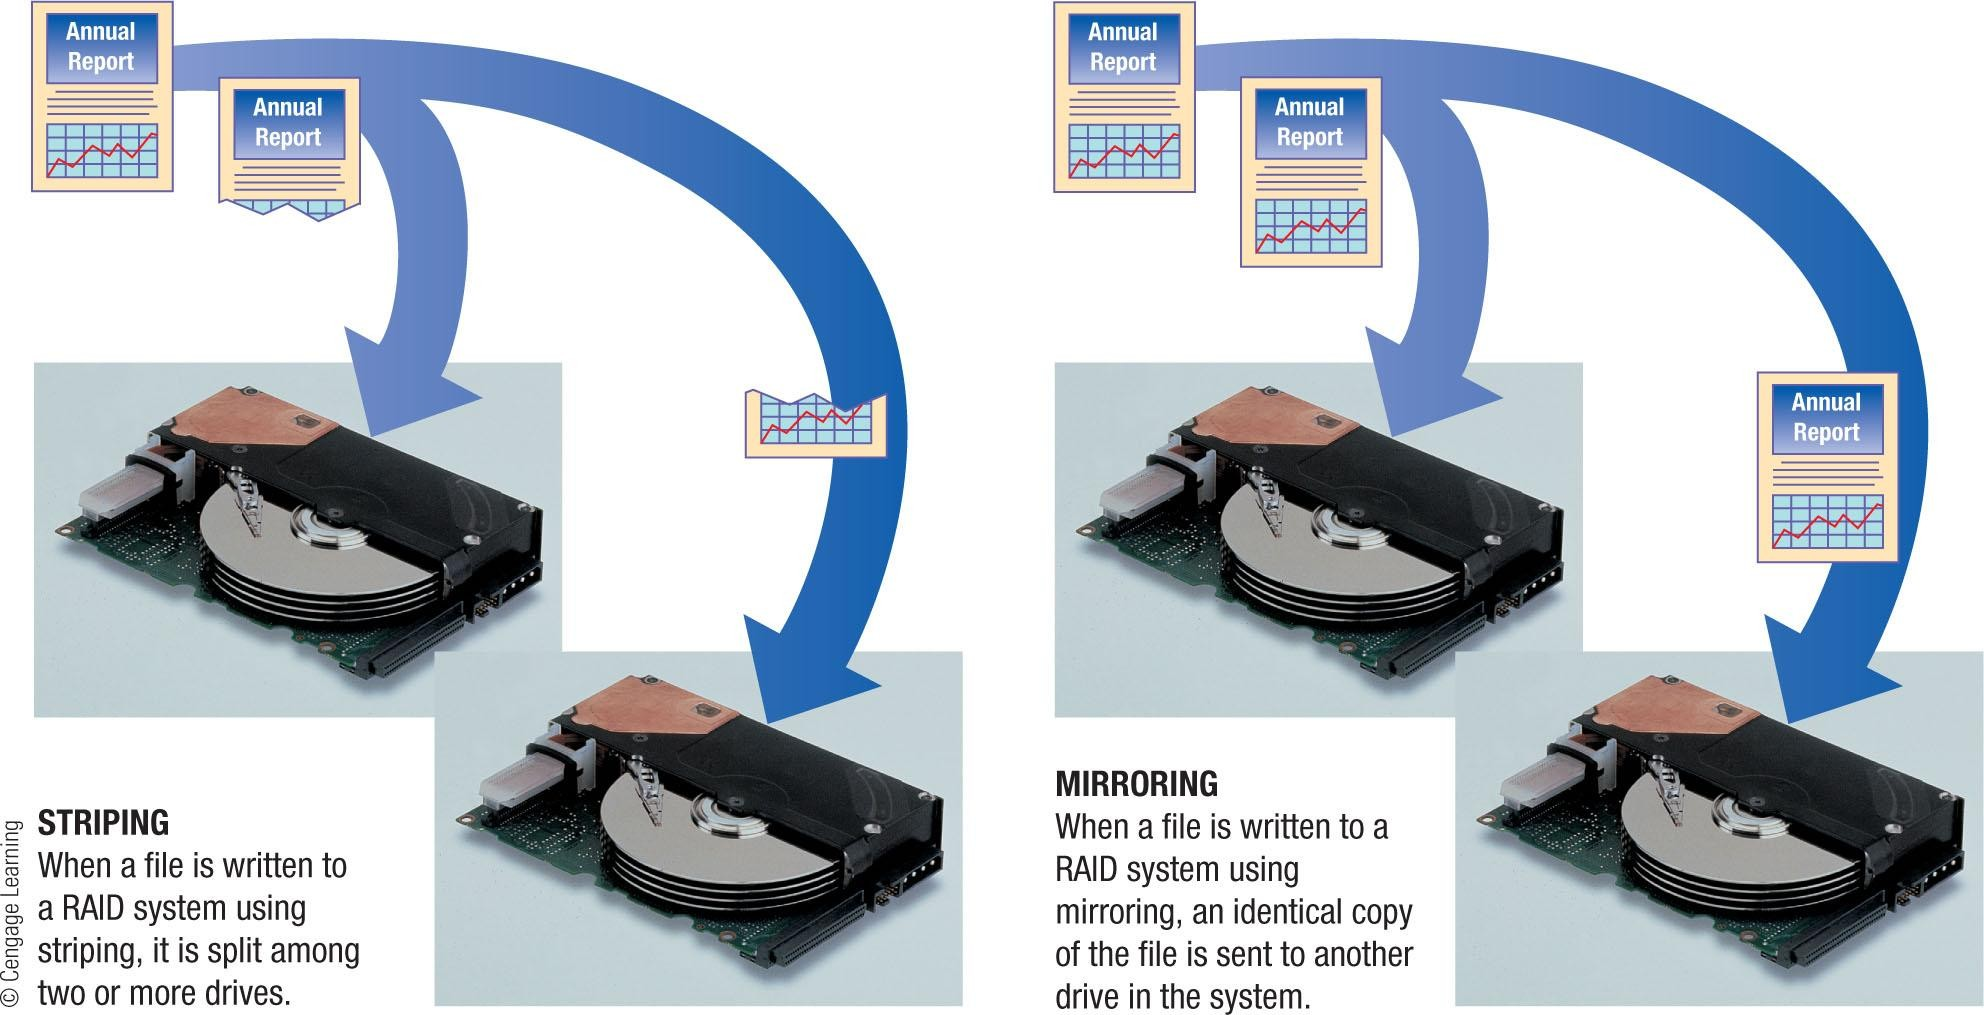 Annual
Report
Annual
Report
STRIPING
When a file is written to
a RAID system using
striping, it is split among
two or more drives.
© Cengage Learning
Annual
Report
Annual
Report
Annual
Report
MIRRORING
When a file is written to a
RAID system using
mirroring, an identical copy
of the file is sent to another
drive in the system.